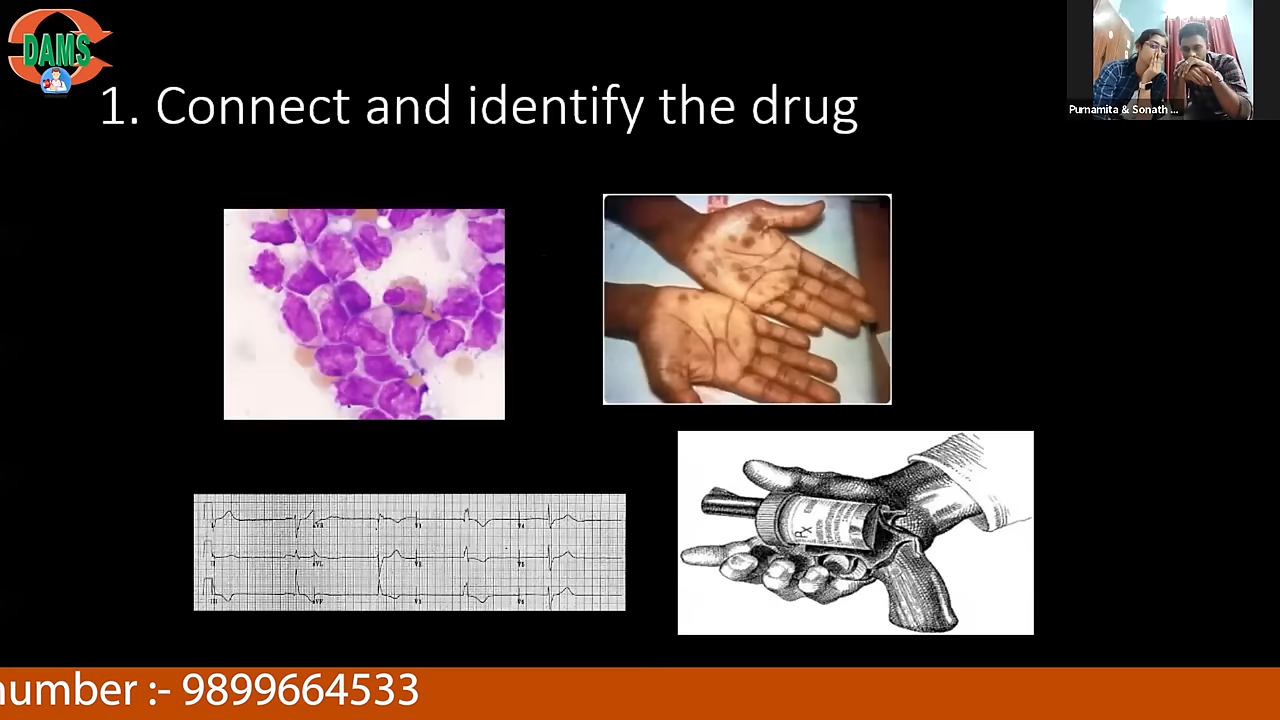 DAMS
1. Connect and identify the drug
Purnamita & Sonath ...
Rx
number :- 9899664533